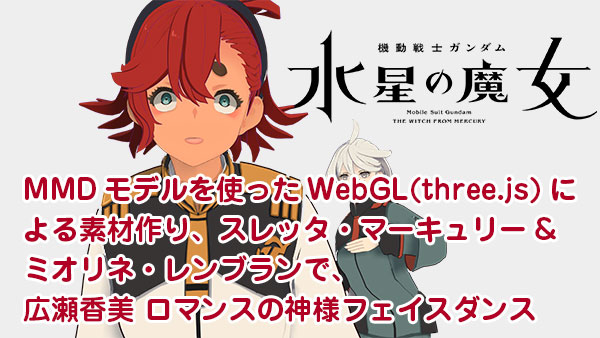 機動戦士ガンダム
水星の魔女
Mobile Suit Gundam
THE WITCH FROM MERCURY
MMDモデルを使ったWebGL(three.js)に
よる素材作り、スレッタ・マーキュリー&
ミオリネ・レンブランで、
広瀬香美 ロマンスの神様フェイスダンス